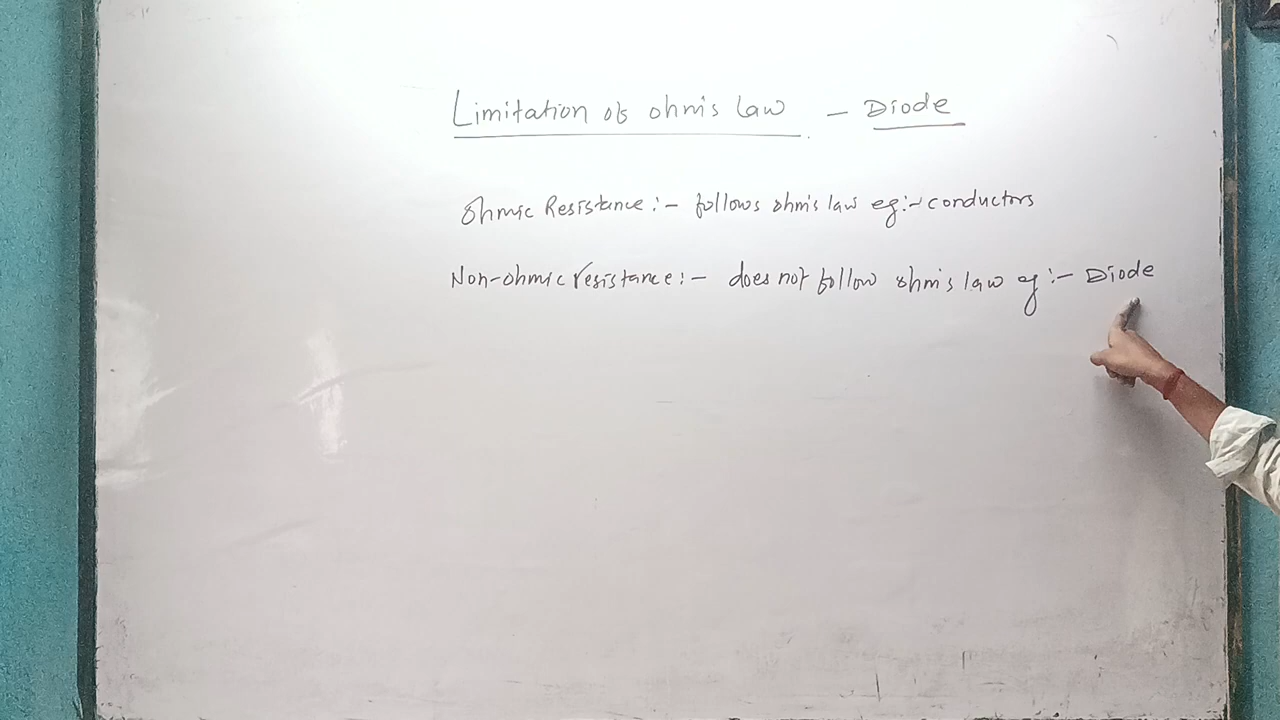 Limitation of ohm's law - Diode
Ohmic Resistance :- follows ohm's law eg:- conductors
Non-ohmic resistance :- does not follow ohm's law eg :- Diode